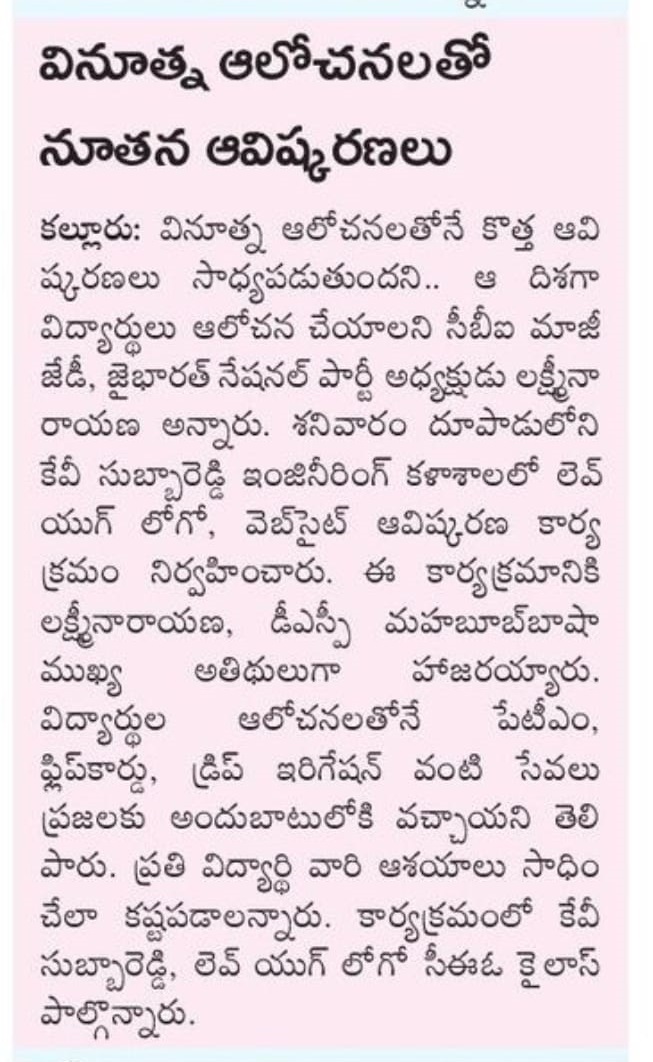 వినూత్న ఆలోచనలతో
నూతన ఆవిష్కరణలు
కల్లూరు: వినూత్న ఆలోచనలతోనే కొత్త ఆవి
ష్కరణలు సాధ్యపడుతుందని.. ఆ దిశగా
విద్యార్థులు ఆలోచన చేయాలని సీబీఐ మాజీ
జేడీ, జైభారత్ నేషనల్ పార్టీ అధ్యక్షుడు లక్ష్మీనా
రాయణ అన్నారు. శనివారం దూపాడులోని
కేవీ సుబ్బారెడ్డి ఇంజినీరింగ్ కళాశాలలో లెవ్
యుగ్ లోగో, వెబ్‌సైట్ ఆవిష్కరణ కార్య
క్రమం నిర్వహించారు. ఈ కార్యక్రమానికి
లక్ష్మీనారాయణ, డీఎస్పీ మహబూబ్‌బాషా
ముఖ్య అతిథులుగా హాజరయ్యారు.
విద్యార్థుల ఆలోచనలతోనే పేటీఎం,
ఫ్లిప్‌కార్డు, డ్రిప్ ఇరిగేషన్ వంటి సేవలు
ప్రజలకు అందుబాటులోకి వచ్చాయని తెలి
పారు. ప్రతి విద్యార్థి వారి ఆశయాలు సాధిం
చేలా కష్టపడాలన్నారు. కార్యక్రమంలో కేవీ
సుబ్బారెడ్డి, లెవ్ యుగ్ లోగో సీఈఓ కైలాస్
పాల్గొన్నారు.